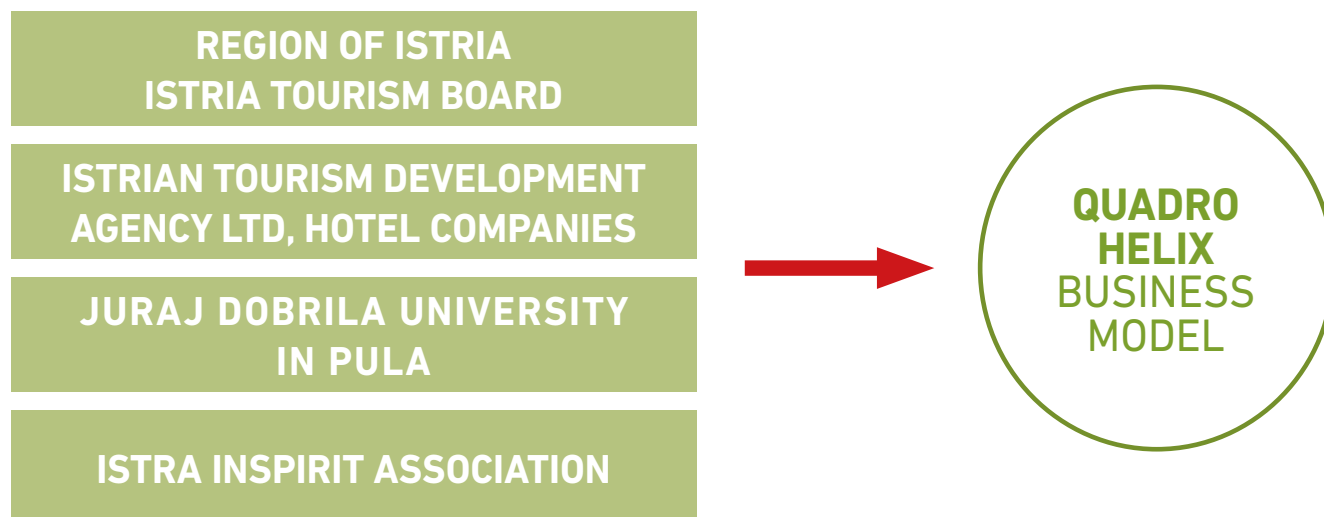 REGION OF ISTRIA
ISTRIA TOURISM BOARD
ISTRIAN TOURISM DEVELOPMENT
AGENCY LTD, HOTEL COMPANIES
JURAJ DOBRILA UNIVERSITY
IN PULA
ISTRA INSPIRIT ASSOCIATION
QUADRO
HELIX
BUSINESS
MODEL